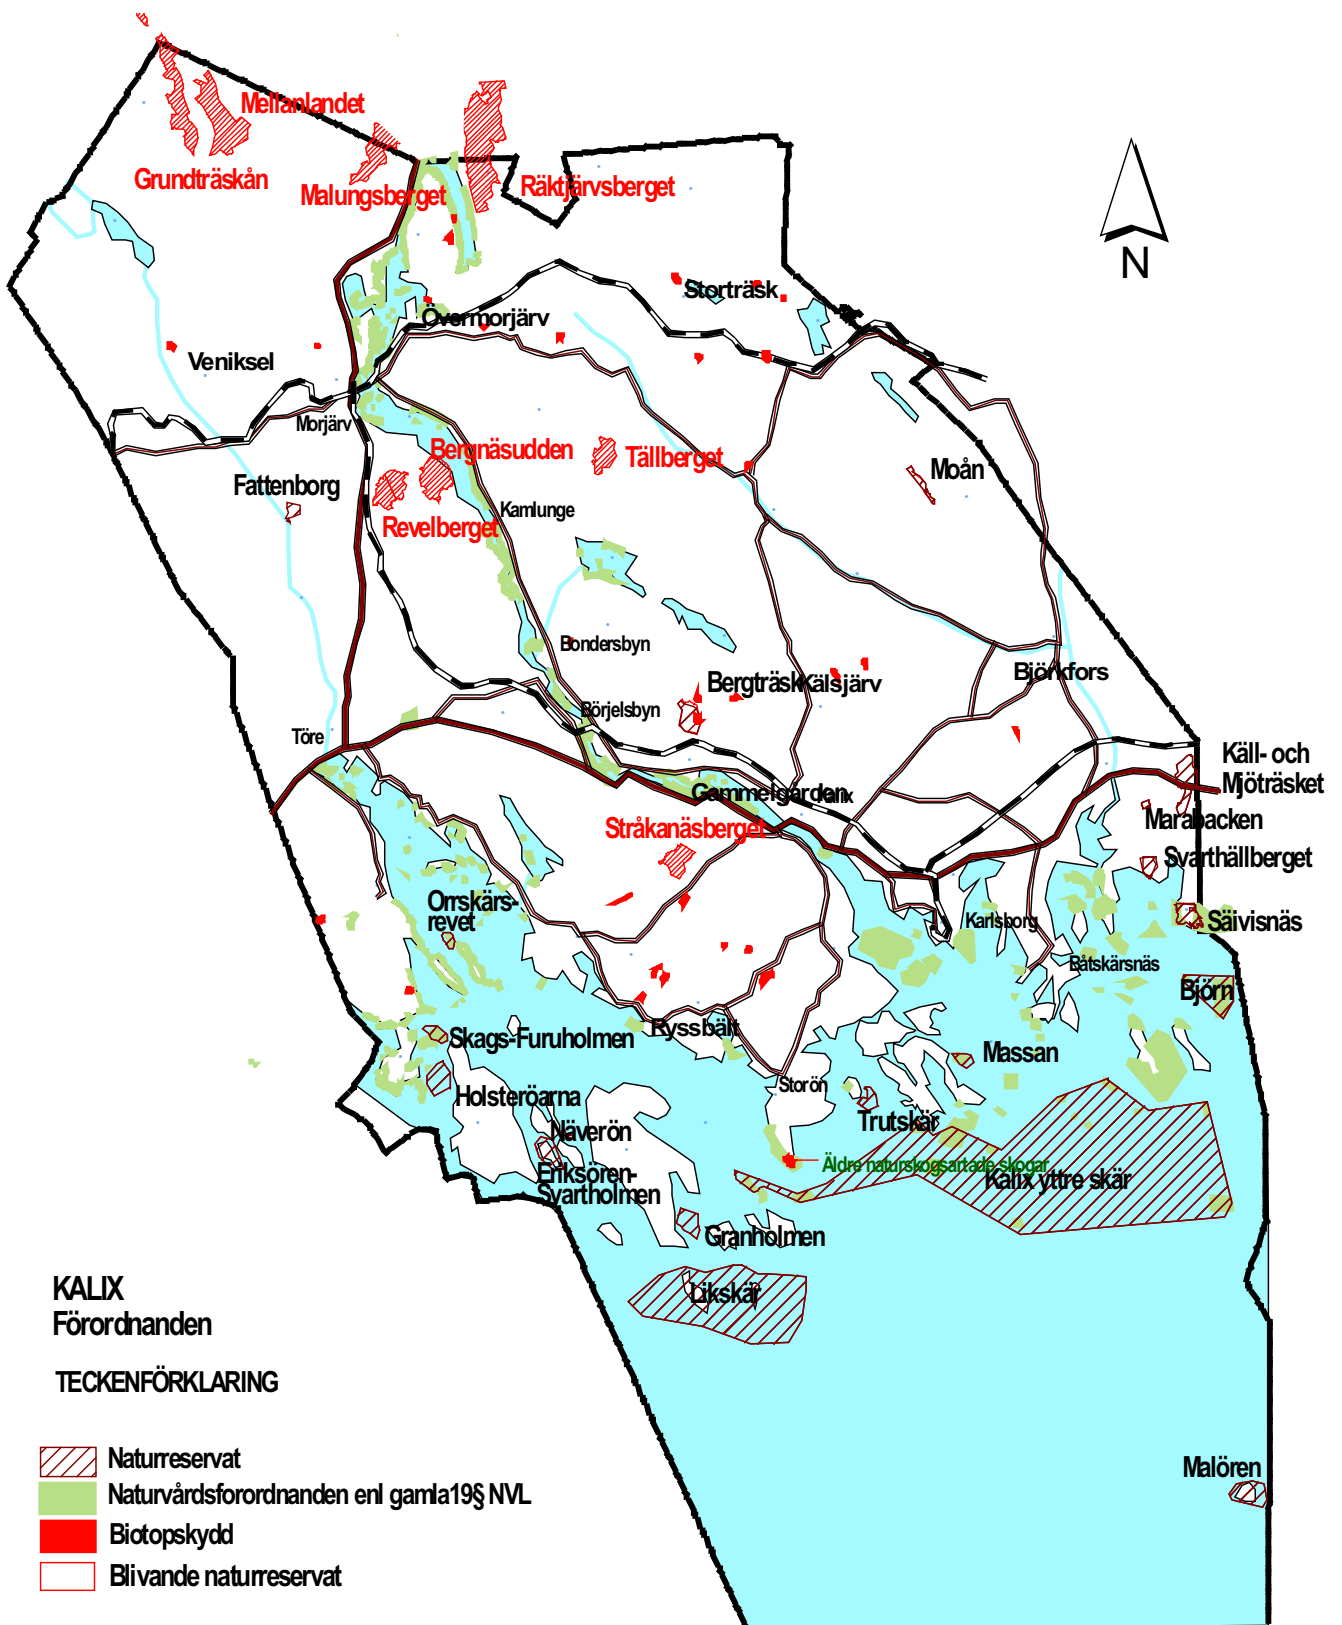 Mellanlandet
Grundträskån
Malungsberget
Räktjärvsberget
N
Storträsk
Övermorjärv
Veniksel
Morjärv
Bergnäsudden
Tällberget
Moån
Fattenborg
Revelberget
Kamlunge
Bondersbyn
Björkfors
Bergträsk
Kälsjärv
Börjelsbyn
Töre
Käll- och
Mjöträsket
Gammelgården
Kalix
Marabacken
Stråkanäsberget
Svarthällberget
Orrskärs-
revet
Karlsborg
Säivisnäs
Båtskärsnäs
Björn
Ryssbält
Skags-Furuholmen
Massan
Storön
Holsteröarna
Trutskär
Näverön
Äldre naturskogsartade skogar
Eriksören-
Svartholmen
Kalix yttre skär
Granholmen
Likskär
KALIX
Förordnanden
TECKENFÖRKLARING
Naturreservat
Naturvårdsforordnanden enl gamla19§ NVL
Biotopskydd
Blivande naturreservat
Malören